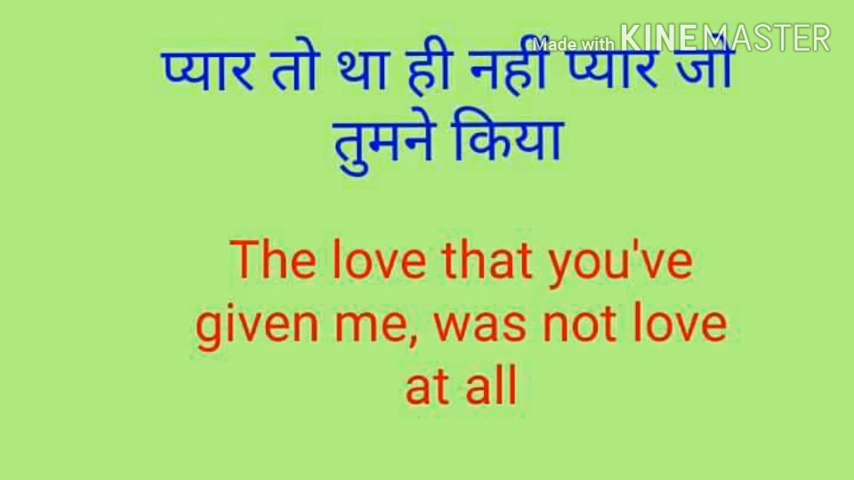 Made with KINEMASTER
प्यार तो था ही नहीं प्यार जो
तुमने किया
The love that you've
given me, was not love
at all